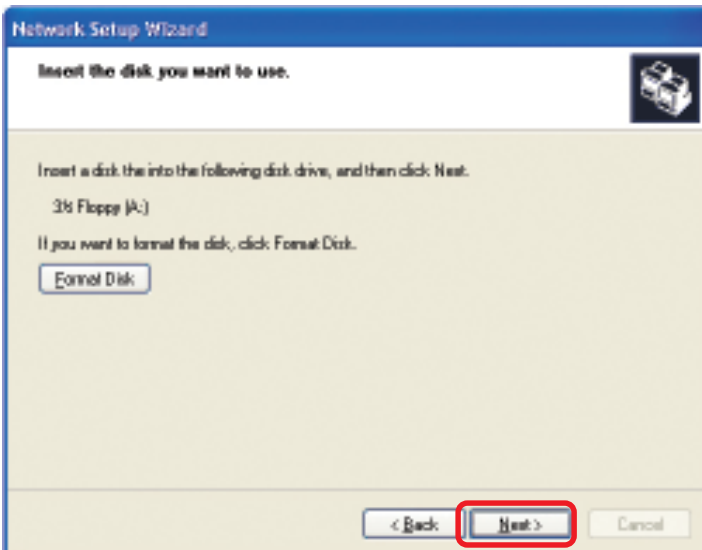 Network Setup Wizard
Insert the disk you want to use.
Insert a disk the into the following disk drive, and then click Next.
3½ Floppy (A:)
If you want to format the disk, click Format Disk.
Format Disk
< Back Next > Cancel